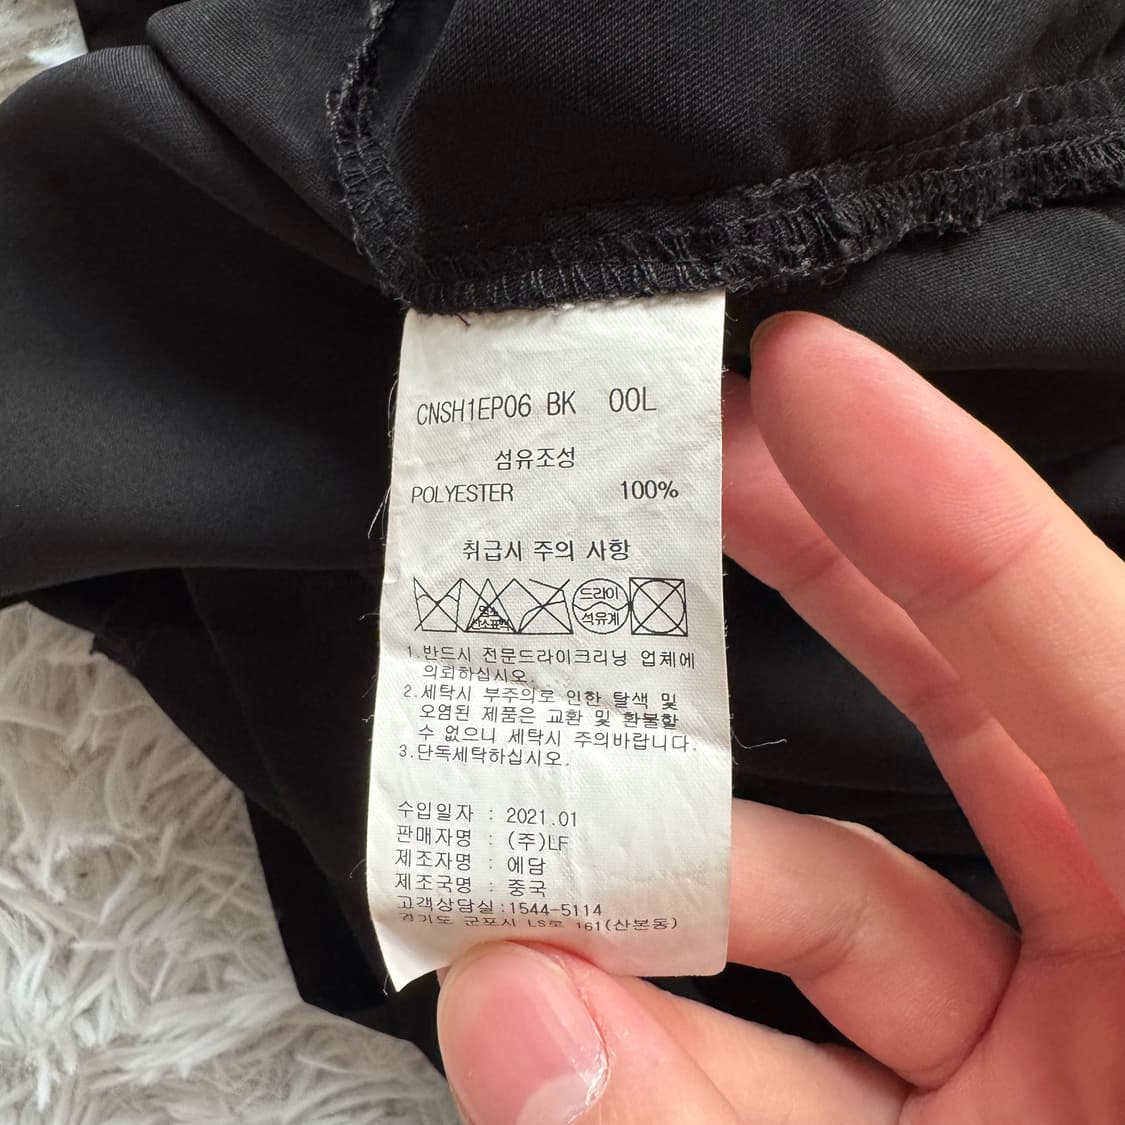 CNSH1EP06 BK 00L
섬유조성
POLYESTER 100%
취급시 주의 사항
염소
산소표백
드라이
석유계
1.반드시 전문드라이크리닝 업체에
의뢰하십시오.
2.세탁시 부주의로 인한 탈색 및
오염된 제품은 교환 및 환불할
수 없으니 세탁시 주의바랍니다.
3.단독세탁하십시오.
수입일자 : 2021.01
판매자명 : (주)LF
제조자명 : 에담
제조국명 : 중국
고객상담실:1544-5114
경기도 군포시 LS로 161(산본동)